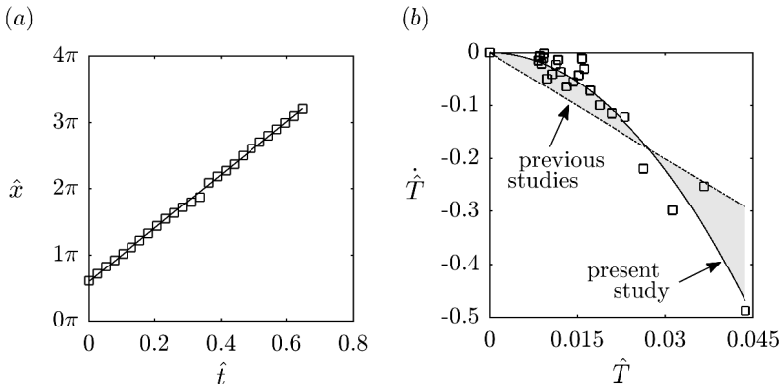 (a)
4π
3π
x̂
2π
1π
0π
0 0.2 0.4 0.6 0.8
t̂
(b)
0
-0.1
-0.2
Ṫ̂
-0.3
-0.4
-0.5
previous
studies
present
study
0 0.015 0.03 0.045
T̂